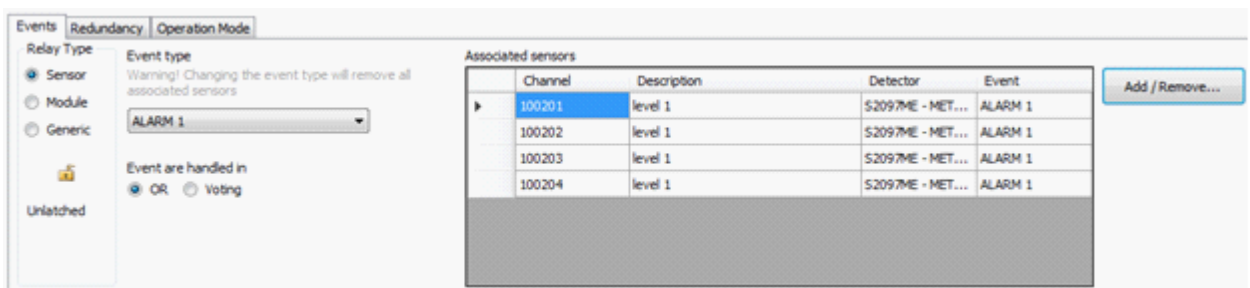 Events Redundancy Operation Mode
Relay Type
Sensor
Module
Generic
Unlatched
Event type
Warning! Changing the event type will remove all
associated sensors
ALARM 1
Event are handled in
OR Voting
Associated sensors
Channel Description Detector Event
100201 level 1 S2097ME - MET... ALARM 1
100202 level 1 S2097ME - MET... ALARM 1
100203 level 1 S2097ME - MET... ALARM 1
100204 level 1 S2097ME - MET... ALARM 1
Add / Remove...